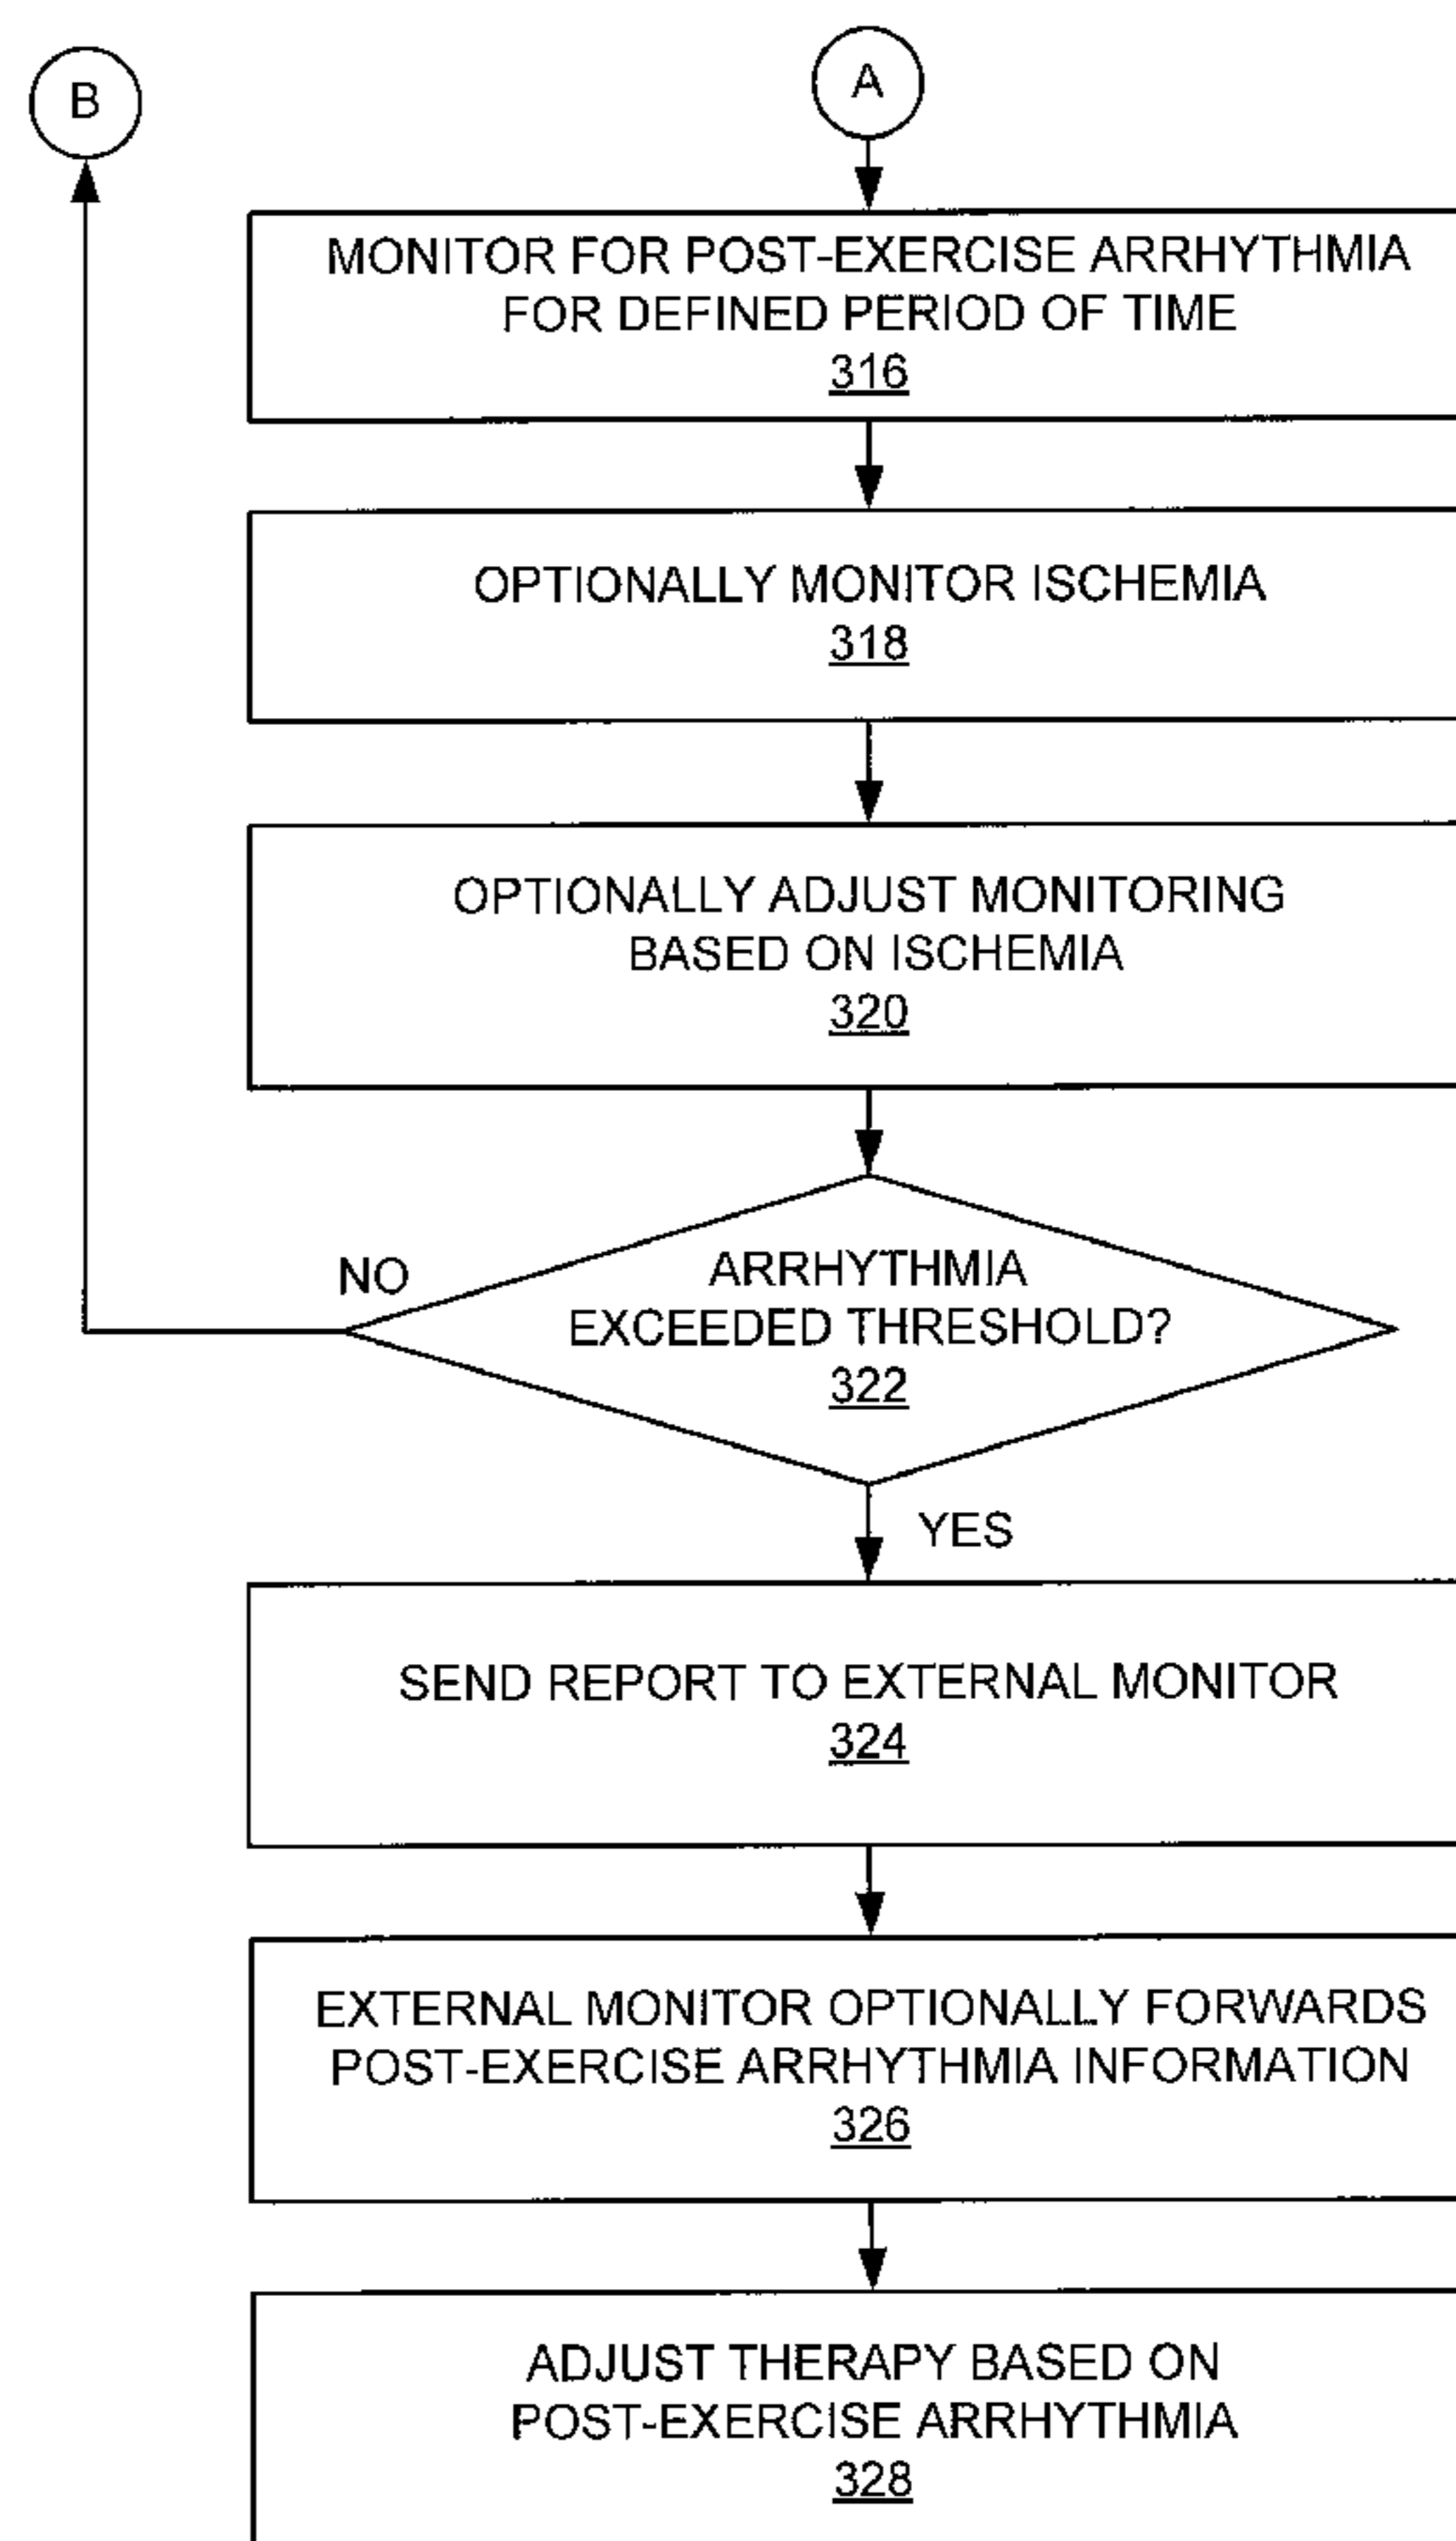 B
A
MONITOR FOR POST-EXERCISE ARRHYTHMIA
FOR DEFINED PERIOD OF TIME
316
OPTIONALLY MONITOR ISCHEMIA
318
OPTIONALLY ADJUST MONITORING
BASED ON ISCHEMIA
320
NO
ARRHYTHMIA
EXCEEDED THRESHOLD?
322
YES
SEND REPORT TO EXTERNAL MONITOR
324
EXTERNAL MONITOR OPTIONALLY FORWARDS
POST-EXERCISE ARRHYTHMIA INFORMATION
326
ADJUST THERAPY BASED ON
POST-EXERCISE ARRHYTHMIA
328